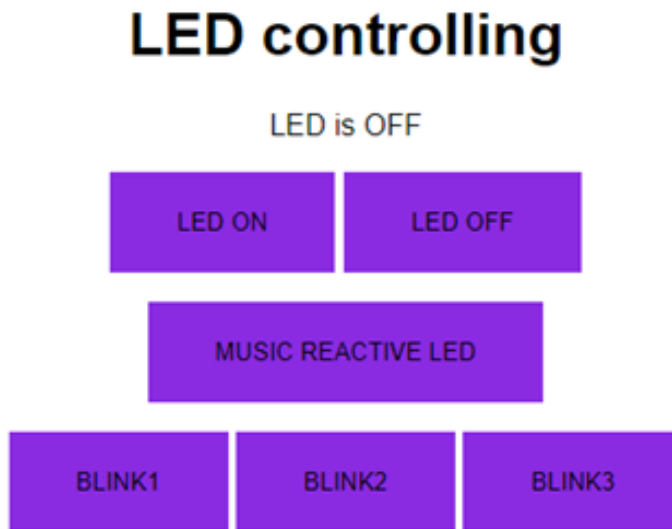 LED controlling
LED is OFF
LED ON LED OFF
MUSIC REACTIVE LED
BLINK1 BLINK2 BLINK3